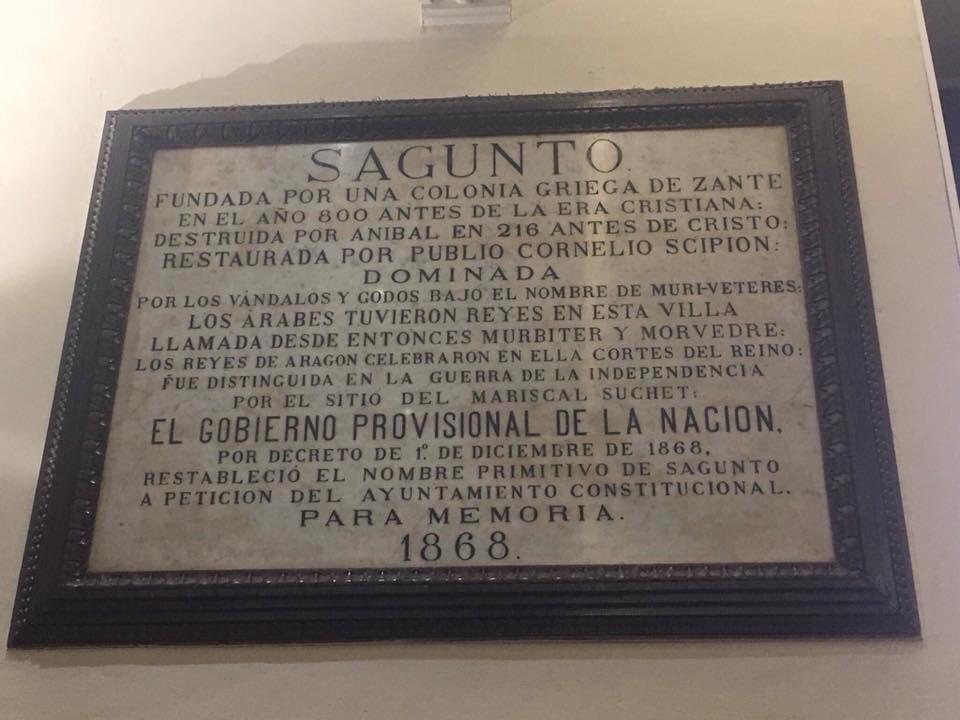 SAGUNTO
FUNDADA POR UNA COLONIA GRIEGA DE ZANTE
EN EL AÑO 800 ANTES DE LA ERA CRISTIANA:
DESTRUIDA POR ANIBAL EN 216 ANTES DE CRISTO:
RESTAURADA POR PUBLIO CORNELIO SCIPION:
DOMINADA
POR LOS VÁNDALOS Y GODOS BAJO EL NOMBRE DE MURI-VETERES:
LOS ÁRABES TUVIERON REYES EN ESTA VILLA
LLAMADA DESDE ENTONCES MURBITER Y MORVEDRE:
LOS REYES DE ARAGON CELEBRARON EN ELLA CORTES DEL REINO:
FUE DISTINGUIDA EN LA GUERRA DE LA INDEPENDENCIA
POR EL SITIO DEL MARISCAL SUCHET:
EL GOBIERNO PROVISIONAL DE LA NACION,
POR DECRETO DE 1º. DE DICIEMBRE DE 1868,
RESTABLECIÓ EL NOMBRE PRIMITIVO DE SAGUNTO
A PETICION DEL AYUNTAMIENTO CONSTITUCIONAL.
PARA MEMORIA.
1868.